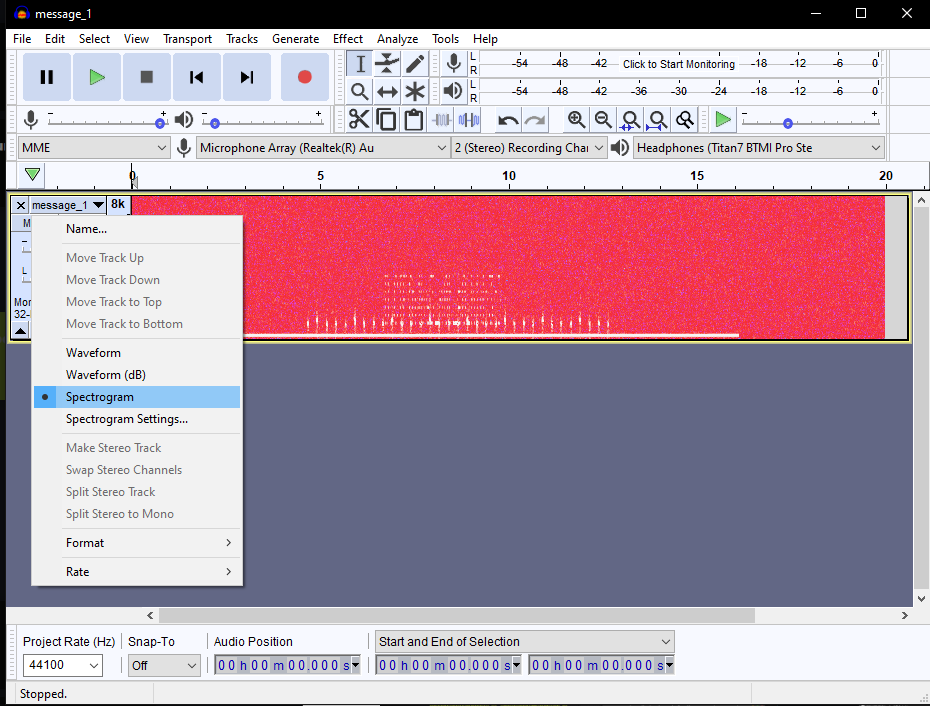 message_1
File Edit Select View Transport Tracks Generate Effect Analyze Tools Help
L -54 -48 -42 Click to Start Monitoring -18 -12 -6 0
R
L -54 -48 -42 -36 -30 -24 -18 -12 -6 0
R
- + - +
- +
MME Microphone Array (Realtek(R) Au 2 (Stereo) Recording Chai Headphones (Titan7 BTMI Pro Ste
0 5 10 15 20
message_1 8k
M
L
Mon
32-
Name...
Move Track Up
Move Track Down
Move Track to Top
Move Track to Bottom
Waveform
Waveform (dB)
Spectrogram
Spectrogram Settings...
Make Stereo Track
Swap Stereo Channels
Split Stereo Track
Split Stereo to Mono
Format
Rate
Project Rate (Hz) Snap-To Audio Position Start and End of Selection
44100 Off 00 h 00 m 00.000 s 00 h 00 m 00.000 s 00 h 00 m 00.000 s
Stopped.